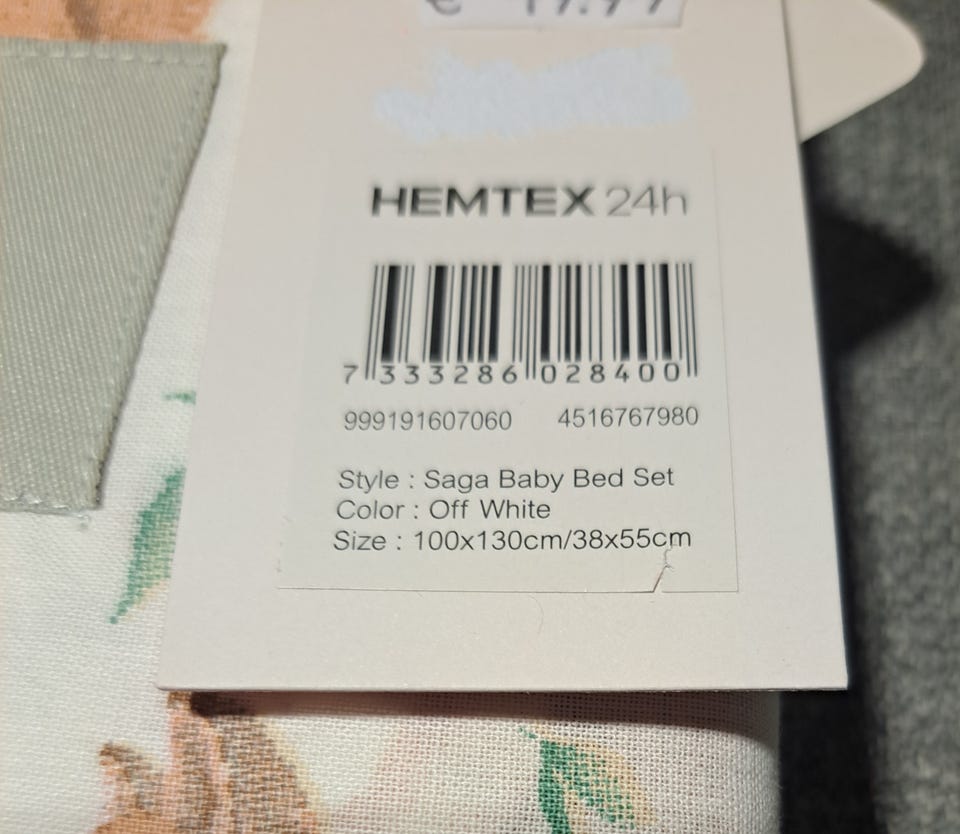 HEMTEX 24h
7 333286 028400
999191607060 4516767980
Style : Saga Baby Bed Set
Color : Off White
Size : 100x130cm/38x55cm